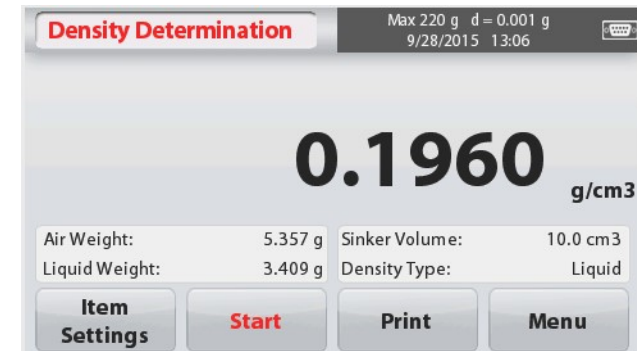 Density Determination
Max 220 g d = 0.001 g
9/28/2015 13:06
0.1960 g/cm3
Air Weight: 5.357 g Sinker Volume: 10.0 cm3
Liquid Weight: 3.409 g Density Type: Liquid
Item Settings
Start
Print
Menu